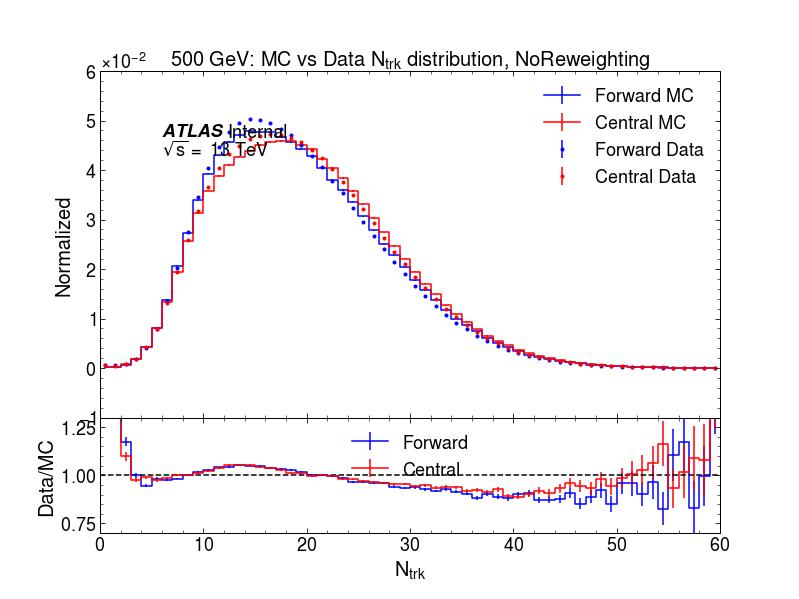 ×10⁻²
500 GeV: MC vs Data N_trk distribution, NoReweighting
6
5
4
3
2
1
0
−1
Normalized
ATLAS Internal
√s = 13 TeV
Forward MC
Central MC
Forward Data
Central Data
1.25
1.00
0.75
Data/MC
Forward
Central
0 10 20 30 40 50 60
N_trk